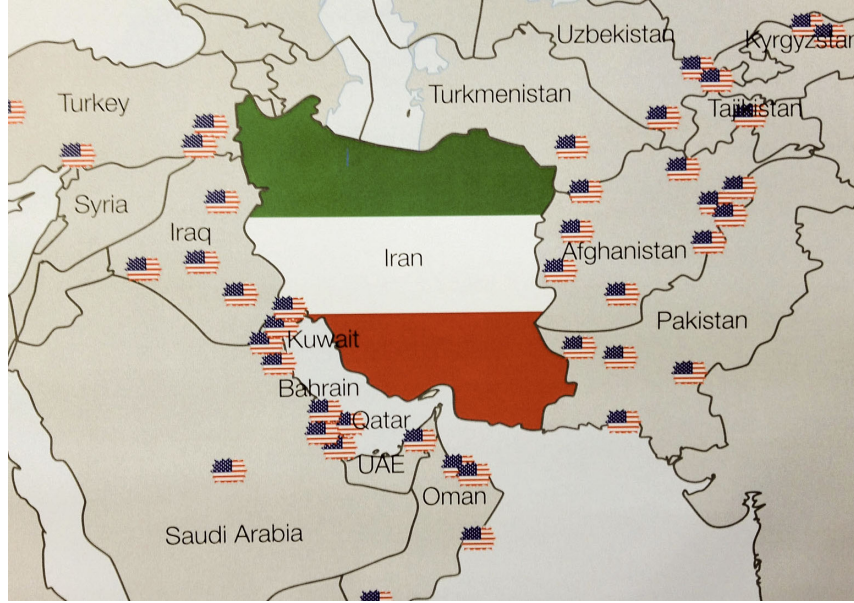 Uzbekistan
Kyrgyzstan
Turkmenistan
Turkey
Tajikistan
Syria
Iraq
Iran
Afghanistan
Pakistan
Kuwait
Bahrain
Qatar
UAE
Oman
Saudi Arabia